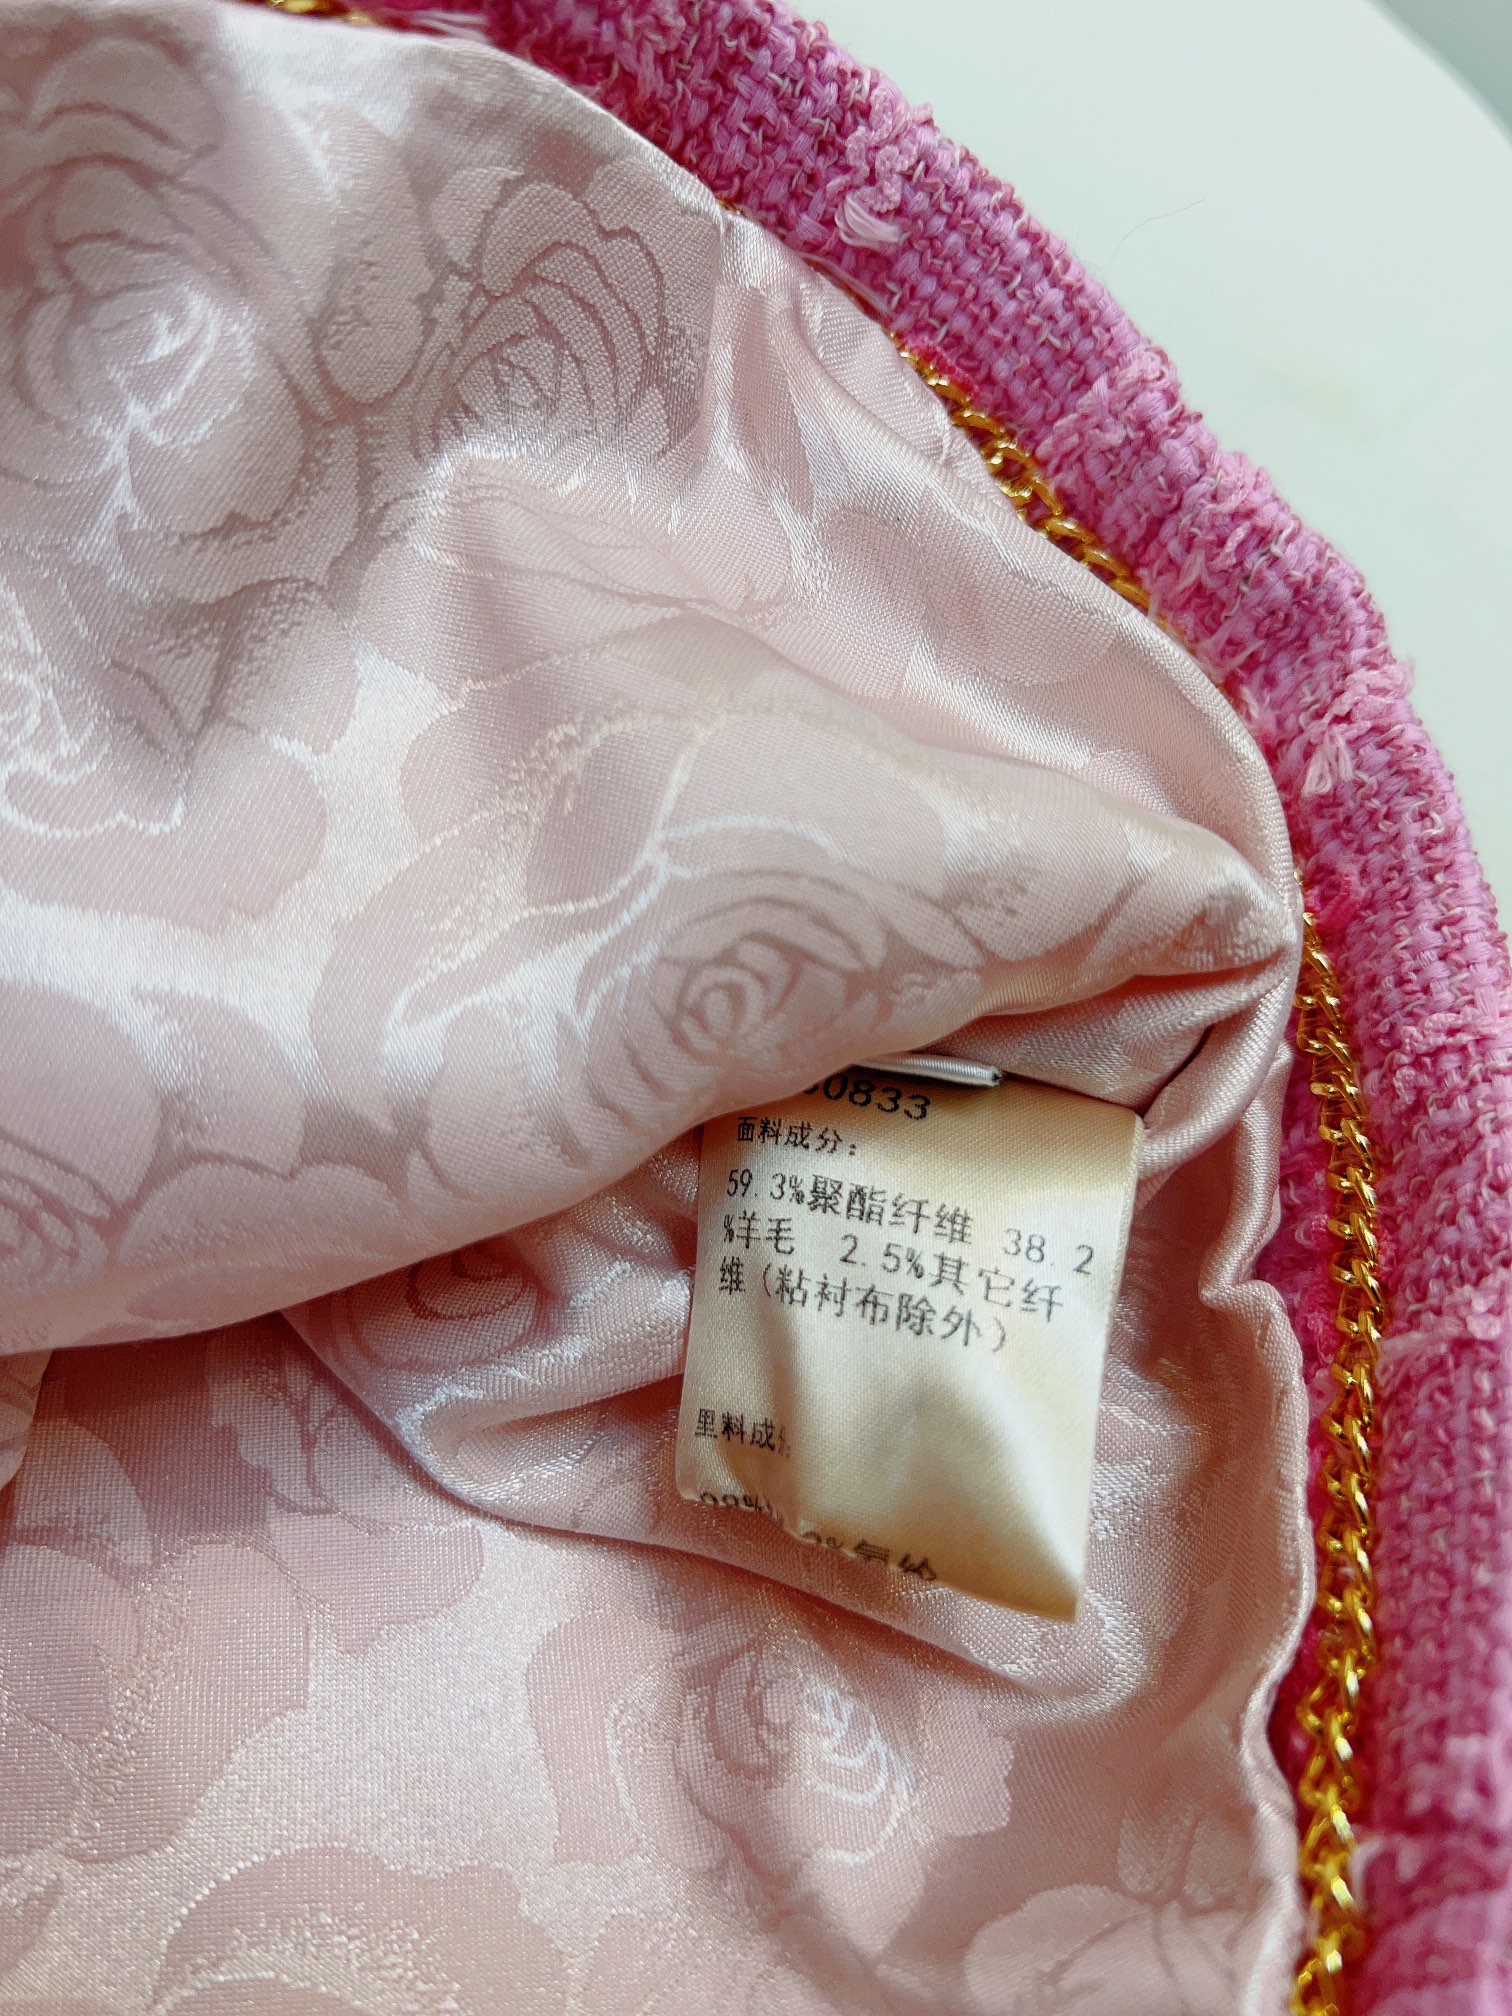 0833
面料成分：
59.3%聚酯纤维 38.2
%羊毛 2.5%其它纤
维（粘衬布除外）
里料成